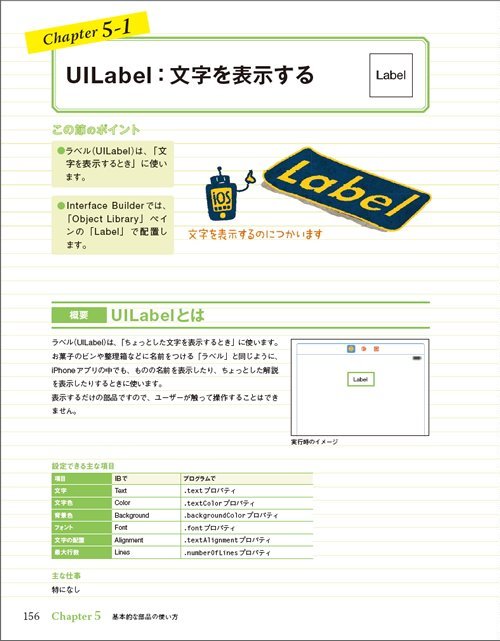 Chapter 5-1
UILabel：文字を表示する
Label
この節のポイント
●ラベル(UILabel)は、「文
字を表示するとき」に使い
ます。
●Interface Builderでは、
「Object Library」ペイ
ンの「Label」で配置し
ます。
iOS
Label
文字を表示するのにつかいます
概要
UILabelとは
ラベル(UILabel)は、「ちょっとした文字を表示するとき」に使います。
お菓子のビンや整理箱などに名前をつける「ラベル」と同じように、
iPhoneアプリの中でも、ものの名前を表示したり、ちょっとした解説
を表示したりするときに使います。
表示するだけの部品ですので、ユーザーが触って操作することはでき
ません。
Label
実行時のイメージ
設定できる主な項目
項目 IBで プログラムで
文字 Text .textプロパティ
文字色 Color .textColorプロパティ
背景色 Background .backgroundColorプロパティ
フォント Font .fontプロパティ
文字の配置 Alignment .textAlignmentプロパティ
最大行数 Lines .numberOfLinesプロパティ
主な仕事
特になし
156 Chapter 5 基本的な部品の使い方